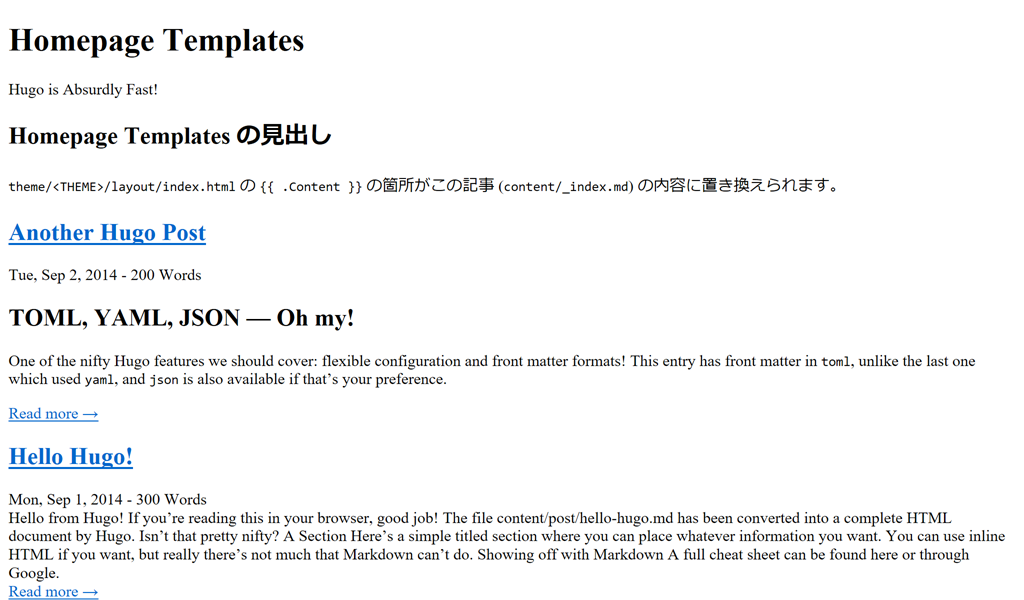 Homepage Templates
Hugo is Absurdly Fast!
Homepage Templates の見出し
theme/<THEME>/layout/index.html の {{ .Content }} の箇所がこの記事 (content/_index.md) の内容に置き換えられます。
Another Hugo Post
Tue, Sep 2, 2014 - 200 Words
TOML, YAML, JSON — Oh my!
One of the nifty Hugo features we should cover: flexible configuration and front matter formats! This entry has front matter in toml, unlike the last one
which used yaml, and json is also available if that’s your preference.
Read more →
Hello Hugo!
Mon, Sep 1, 2014 - 300 Words
Hello from Hugo! If you’re reading this in your browser, good job! The file content/post/hello-hugo.md has been converted into a complete HTML
document by Hugo. Isn’t that pretty nifty? A Section Here’s a simple titled section where you can place whatever information you want. You can use inline
HTML if you want, but really there’s not much that Markdown can’t do. Showing off with Markdown A full cheat sheet can be found here or through
Google.
Read more →